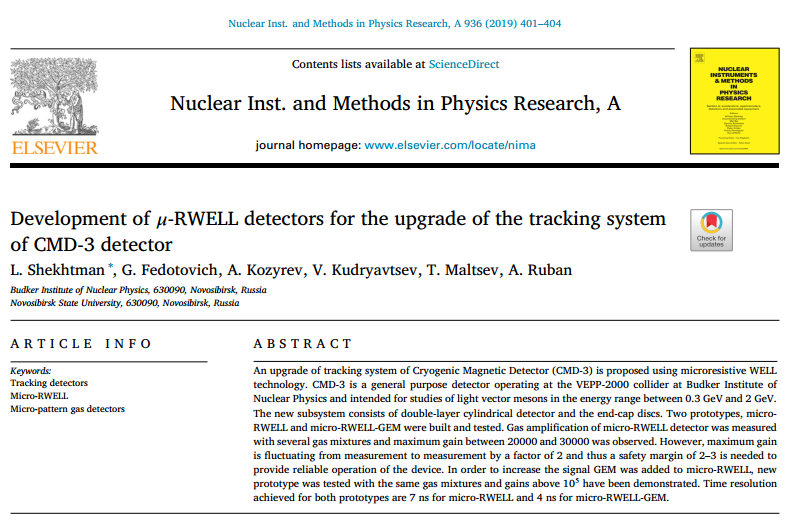 Nuclear Inst. and Methods in Physics Research, A 936 (2019) 401–404
Contents lists available at ScienceDirect
Nuclear Inst. and Methods in Physics Research, A
journal homepage: www.elsevier.com/locate/nima
ELSEVIER
NUCLEAR
INSTRUMENTS
& METHODS
IN
PHYSICS
RESEARCH
Development of μ-RWELL detectors for the upgrade of the tracking system
of CMD-3 detector
Check for
updates
L. Shekhtman *, G. Fedotovich, A. Kozyrev, V. Kudryavtsev, T. Maltsev, A. Ruban
Budker Institute of Nuclear Physics, 630090, Novosibirsk, Russia
Novosibirsk State University, 630090, Novosibirsk, Russia
ARTICLE INFO
Keywords:
Tracking detectors
Micro-RWELL
Micro-pattern gas detectors
ABSTRACT
An upgrade of tracking system of Cryogenic Magnetic Detector (CMD-3) is proposed using microresistive WELL
technology. CMD-3 is a general purpose detector operating at the VEPP-2000 collider at Budker Institute of
Nuclear Physics and intended for studies of light vector mesons in the energy range between 0.3 GeV and 2 GeV.
The new subsystem consists of double-layer cylindrical detector and the end-cap discs. Two prototypes, micro-
RWELL and micro-RWELL-GEM were built and tested. Gas amplification of micro-RWELL detector was measured
with several gas mixtures and maximum gain between 20000 and 30000 was observed. However, maximum gain
is fluctuating from measurement to measurement by a factor of 2 and thus a safety margin of 2–3 is needed to
provide reliable operation of the device. In order to increase the signal GEM was added to micro-RWELL, new
prototype was tested with the same gas mixtures and gains above 10⁵ have been demonstrated. Time resolution
achieved for both prototypes are 7 ns for micro-RWELL and 4 ns for micro-RWELL-GEM.